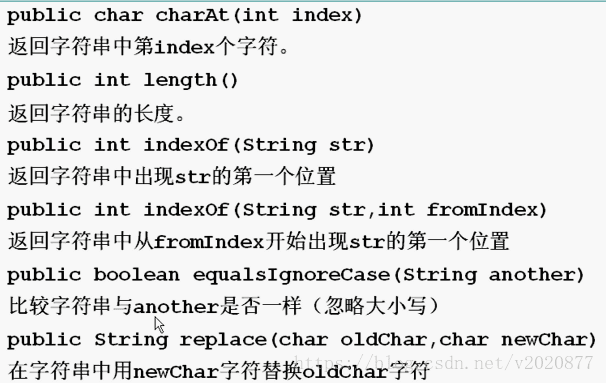 public char charAt(int index)
返回字符串中第index个字符。
public int length()
返回字符串的长度。
public int indexOf(String str)
返回字符串中出现str的第一个位置
public int indexOf(String str,int fromIndex)
返回字符串中从fromIndex开始出现str的第一个位置
public boolean equalsIgnoreCase(String another)
比较字符串与another是否一样（忽略大小写）
public String replace(char oldChar,char newChar)
在字符串中用newChar字符替换oldChar字符
https://blog.csdn.net/v2020877